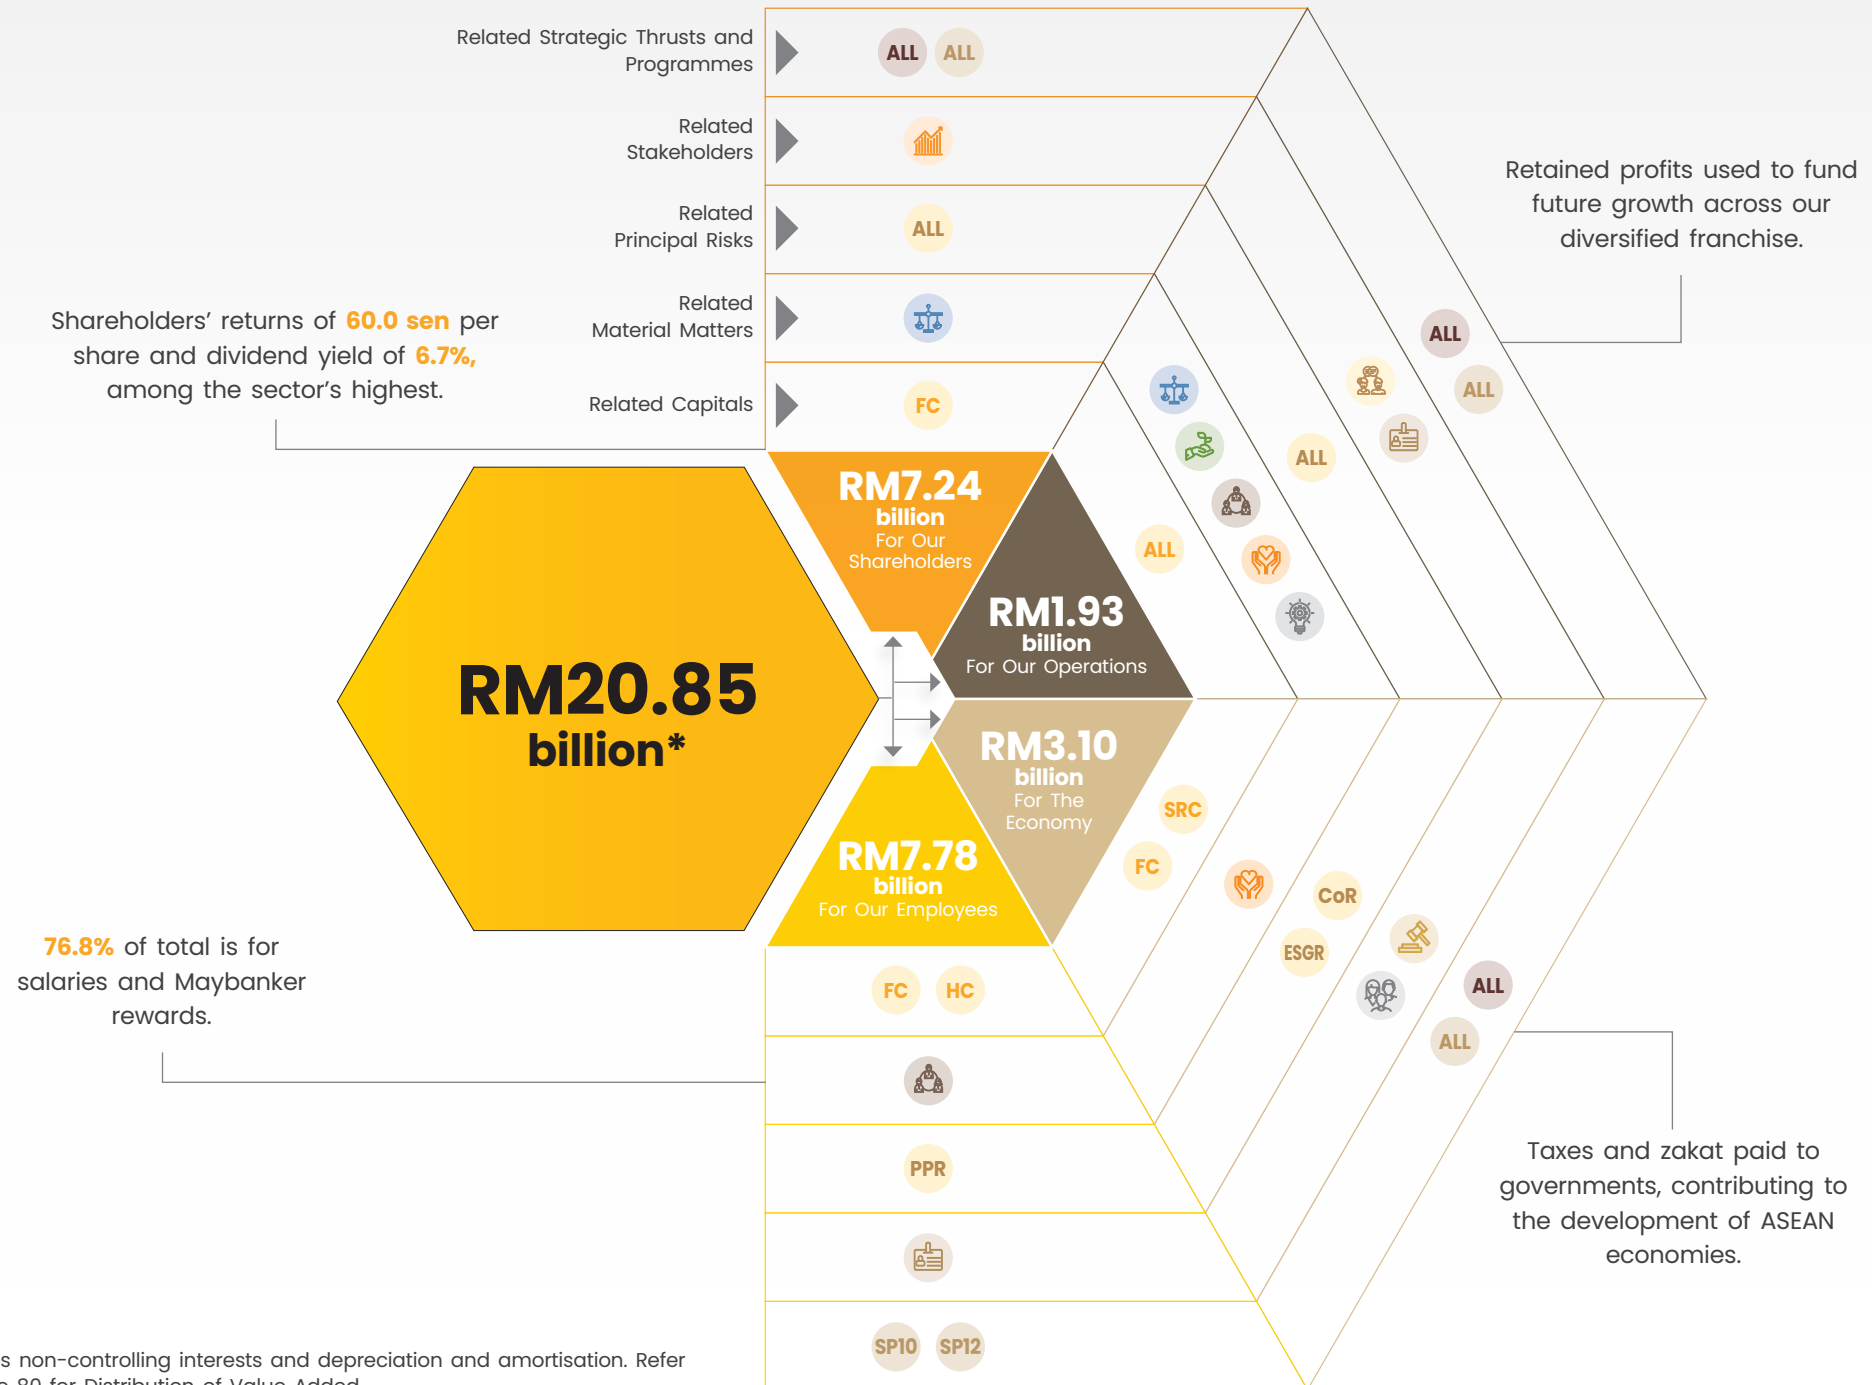 Related Strategic Thrusts and
Programmes
ALL ALL
Related
Stakeholders
Related
Principal Risks
ALL
Related
Material Matters
Related Capitals
FC
Shareholders’ returns of 60.0 sen per
share and dividend yield of 6.7%,
among the sector’s highest.
Retained profits used to fund
future growth across our
diversified franchise.
ALL
ALL
ALL
ALL
RM7.24
billion
For Our
Shareholders
RM1.93
billion
For Our Operations
RM20.85
billion*
RM3.10
billion
For The
Economy
RM7.78
billion
For Our Employees
SRC
FC
CoR
ESGR
ALL
ALL
76.8% of total is for
salaries and Maybanker
rewards.
FC HC
PPR
SP10 SP12
Taxes and zakat paid to
governments, contributing to
the development of ASEAN
economies.
non-controlling interests and depreciation and amortisation. Refer
80 for Distribution of Value Added